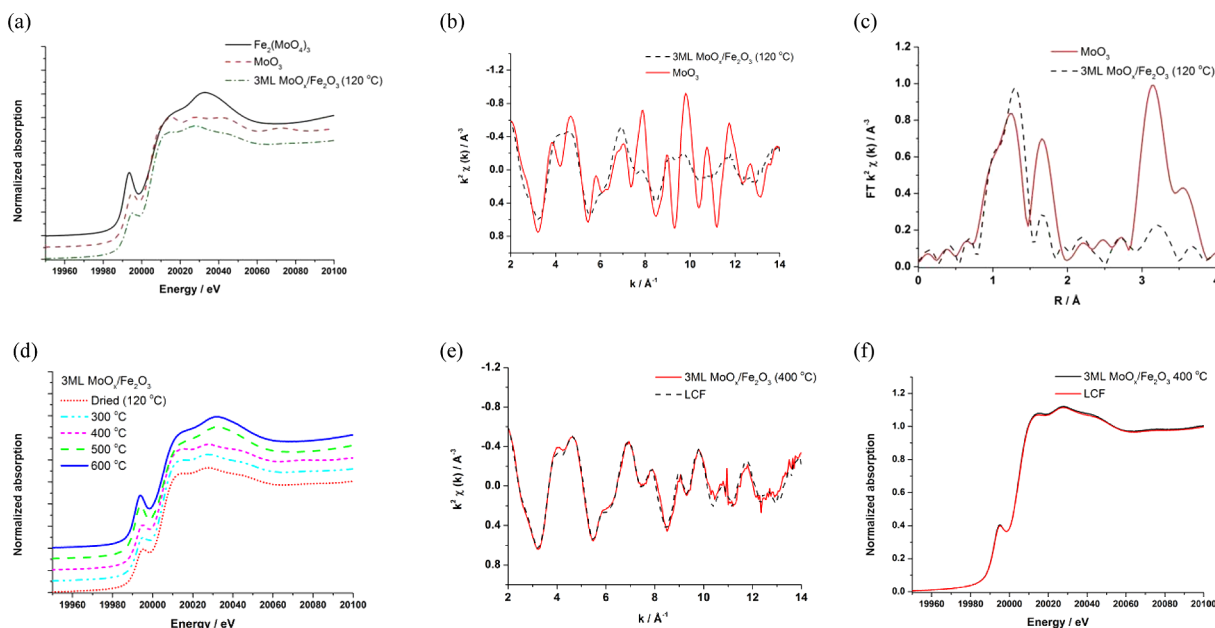 (a)
Fe₂(MoO₄)₃
MoO₃
3ML MoOₓ/Fe₂O₃ (120 °C)
Normalized absorption
19960 19980 20000 20020 20040 20060 20080 20100
Energy / eV
(b)
3ML MoOₓ/Fe₂O₃ (120 °C)
MoO₃
-1.2
-0.8
-0.4
0.0
0.4
0.8
k² χ (k) / A⁻³
2 4 6 8 10 12 14
k / Å⁻¹
(c)
MoO₃
3ML MoOₓ/Fe₂O₃ (120 °C)
1.2
1.0
0.8
0.6
0.4
0.2
0.0
FT k² χ (k) / A⁻³
0 1 2 3 4
R / Å
(d)
3ML MoOₓ/Fe₂O₃
Dried (120 °C)
300 °C
400 °C
500 °C
600 °C
Normalized absorption
19960 19980 20000 20020 20040 20060 20080 20100
Energy / eV
(e)
3ML MoOₓ/Fe₂O₃ (400 °C)
LCF
-1.2
-0.8
-0.4
0.0
0.4
0.8
k² χ (k) / A⁻³
2 4 6 8 10 12 14
k / Å⁻¹
(f)
3ML MoOₓ/Fe₂O₃ 400 °C
LCF
1.2
1.0
0.8
0.6
0.4
0.2
0.0
Normalized absorption
19960 19980 20000 20020 20040 20060 20080 20100
Energy / eV